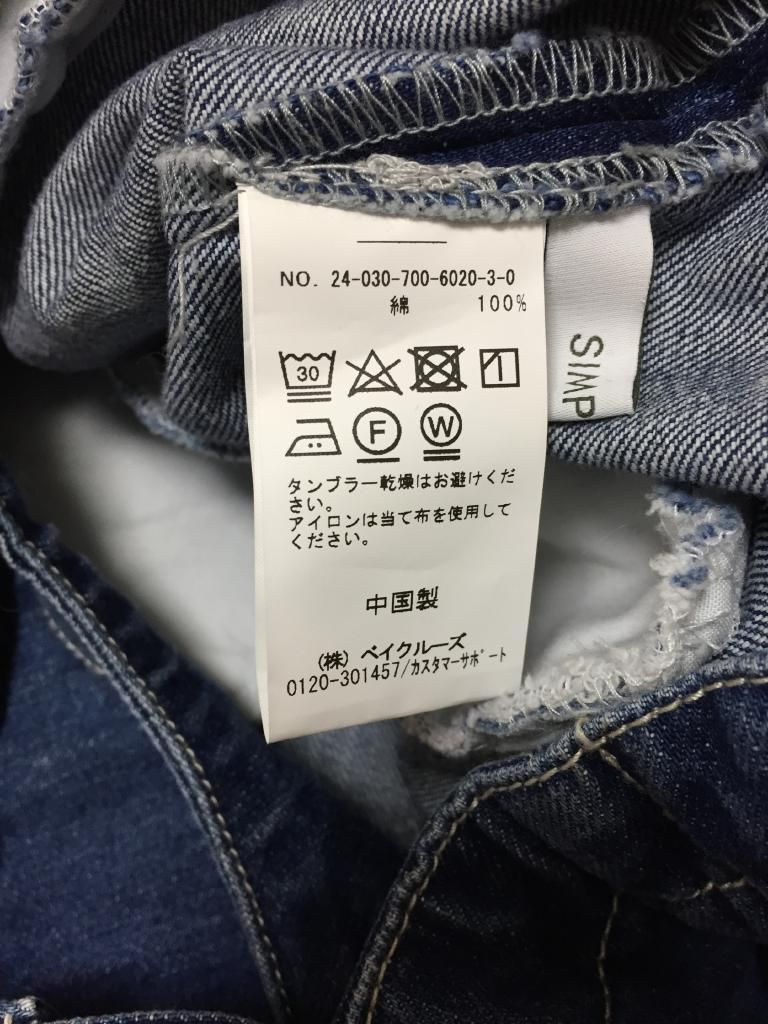 NO. 24-030-700-6020-3-0
綿 100%
30
F W
タンブラー乾燥はお避けくだ
さい。
アイロンは当て布を使用して
ください。
中国製
(株) ベイクルーズ
0120-301457/カスタマーサポート
SIMP